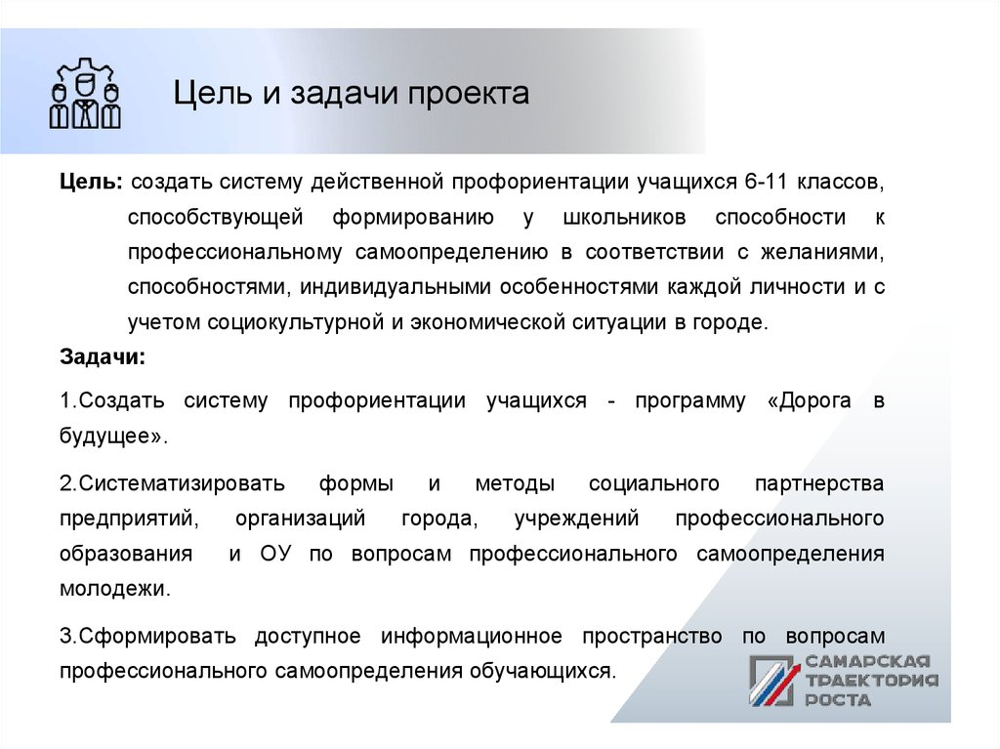 Цель и задачи проекта
Цель: создать систему действенной профориентации учащихся 6-11 классов,
способствующей формированию у школьников способности к
профессиональному самоопределению в соответствии с желаниями,
способностями, индивидуальными особенностями каждой личности и с
учетом социокультурной и экономической ситуации в городе.
Задачи:
1.Создать систему профориентации учащихся - программу «Дорога в
будущее».
2.Систематизировать формы и методы социального партнерства
предприятий, организаций города, учреждений профессионального
образования и ОУ по вопросам профессионального самоопределения
молодежи.
3.Сформировать доступное информационное пространство по вопросам
профессионального самоопределения обучающихся.
САМАРСКАЯ
ТРАЕКТОРИЯ
РОСТА